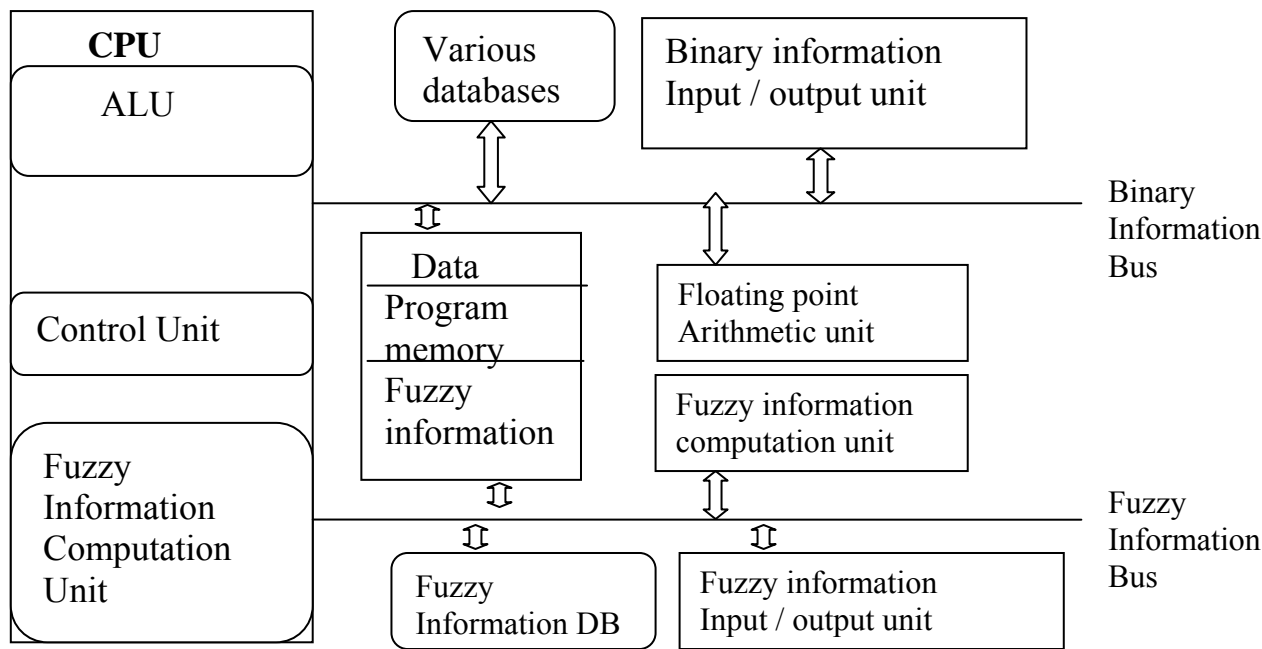 CPU
ALU
Control Unit
Fuzzy
Information
Computation
Unit
Various
databases
Binary information
Input / output unit
Binary
Information
Bus
Data
Program
memory
Fuzzy
information
Floating point
Arithmetic unit
Fuzzy information
computation unit
Fuzzy
Information
Bus
Fuzzy
Information DB
Fuzzy information
Input / output unit